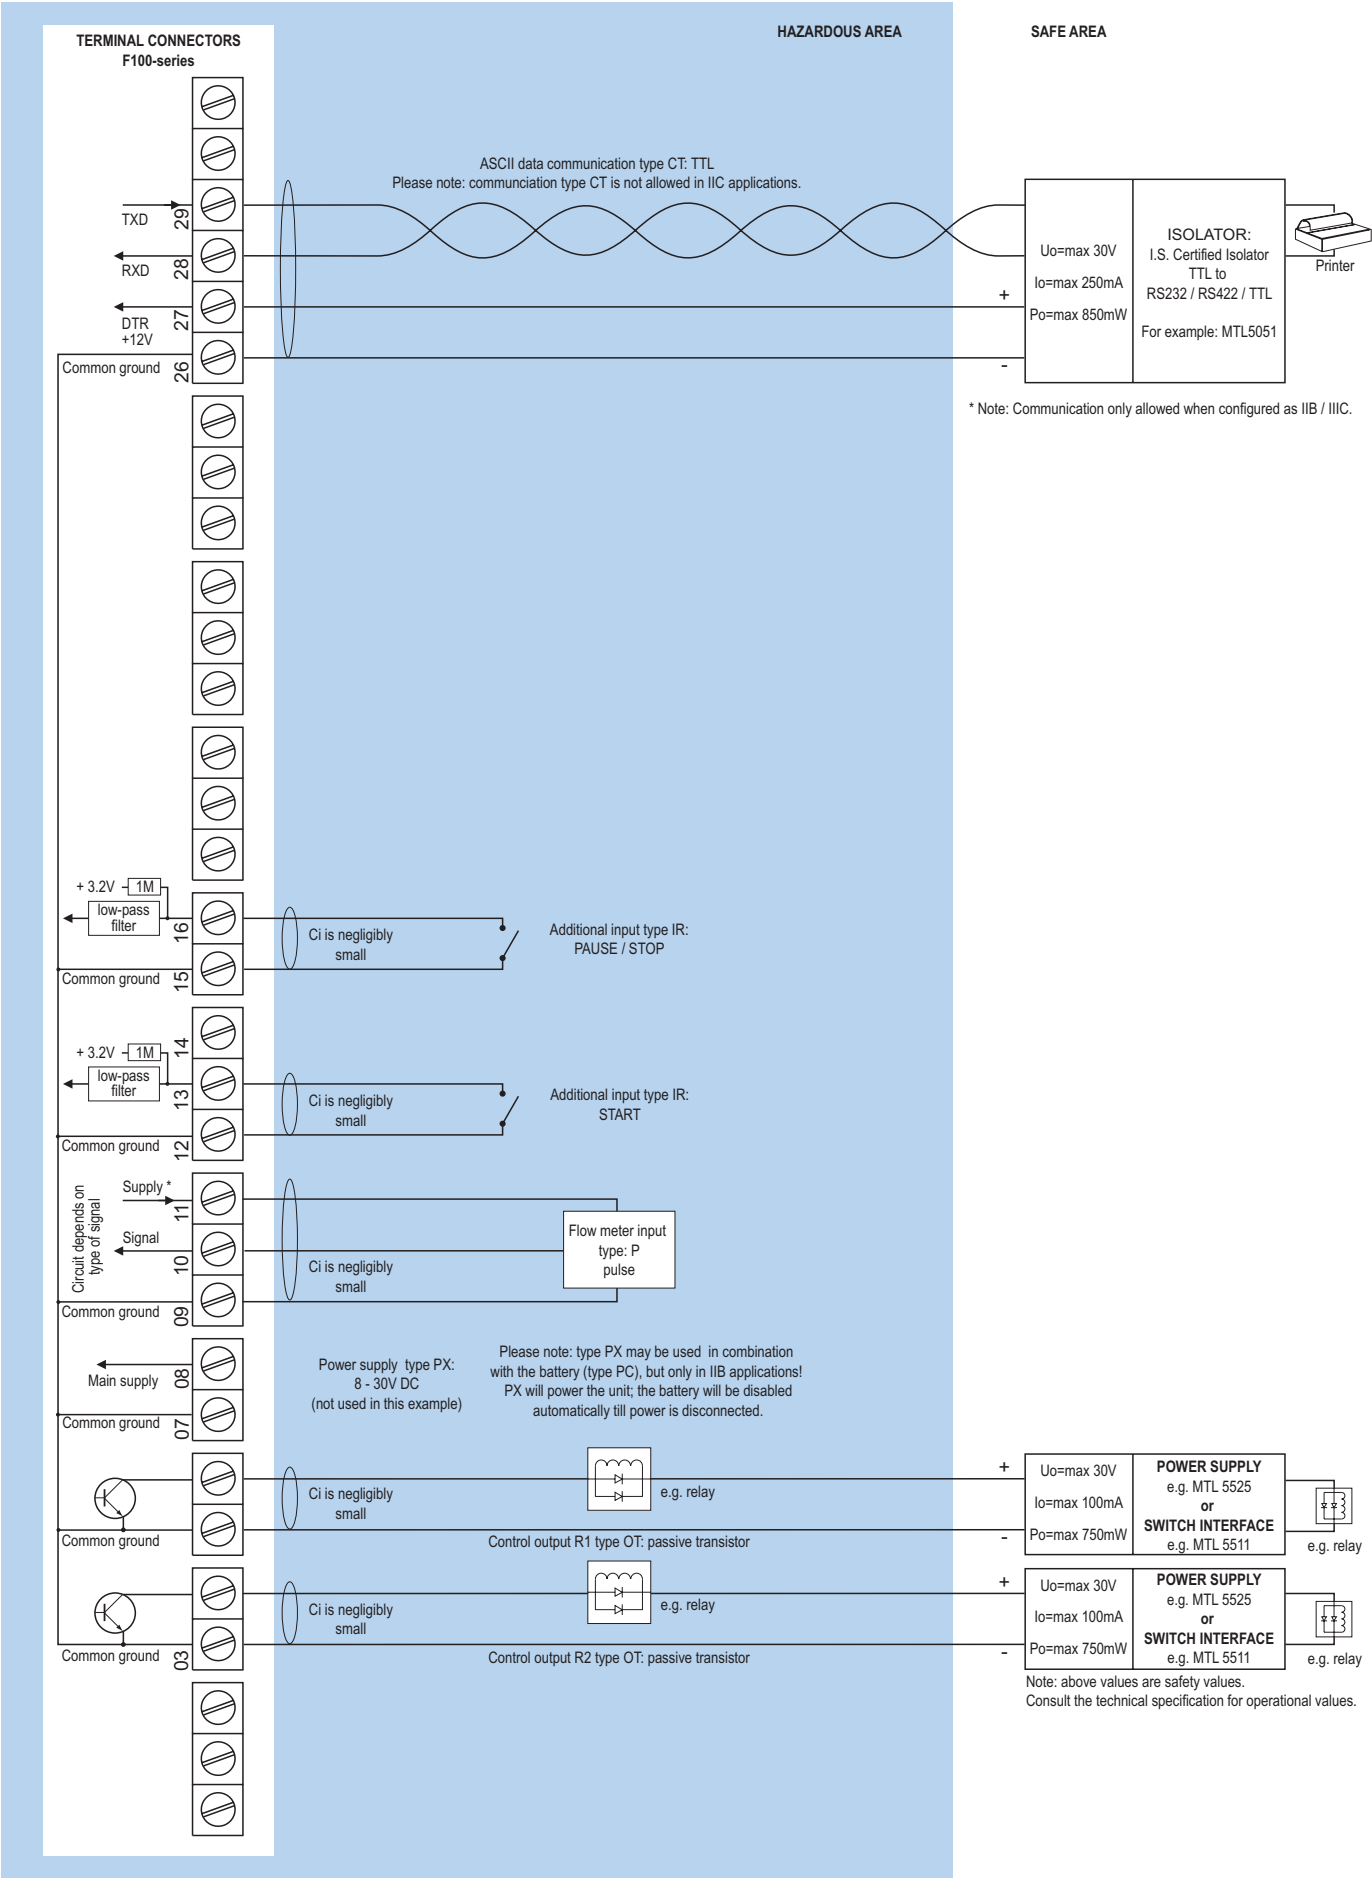 HAZARDOUS AREA
SAFE AREA
TERMINAL CONNECTORS
F100-series
ASCII data communication type CT: TTL
Please note: communciation type CT is not allowed in IIC applications.
TXD
29
RXD
28
DTR
+12V
27
Common ground
26
+
-
Uo=max 30V
Io=max 250mA
Po=max 850mW
ISOLATOR:
I.S. Certified Isolator
TTL to
RS232 / RS422 / TTL
For example: MTL5051
Printer
* Note: Communication only allowed when configured as IIB / IIIC.
+ 3.2V
1M
low-pass
filter
16
Common ground
15
Ci is negligibly
small
Additional input type IR:
PAUSE / STOP
14
+ 3.2V
1M
low-pass
filter
13
Common ground
12
Ci is negligibly
small
Additional input type IR:
START
Circuit depends on
type of signal
Supply *
11
Signal
10
Common ground
09
Ci is negligibly
small
Flow meter input
type: P
pulse
Main supply
08
Common ground
07
Power supply type PX:
8 - 30V DC
(not used in this example)
Please note: type PX may be used in combination
with the battery (type PC), but only in IIB applications!
PX will power the unit; the battery will be disabled
automatically till power is disconnected.
Common ground
Ci is negligibly
small
e.g. relay
Control output R1 type OT: passive transistor
+
-
Uo=max 30V
Io=max 100mA
Po=max 750mW
POWER SUPPLY
e.g. MTL 5525
or
SWITCH INTERFACE
e.g. MTL 5511
e.g. relay
Common ground
03
Ci is negligibly
small
e.g. relay
Control output R2 type OT: passive transistor
+
-
Uo=max 30V
Io=max 100mA
Po=max 750mW
POWER SUPPLY
e.g. MTL 5525
or
SWITCH INTERFACE
e.g. MTL 5511
e.g. relay
Note: above values are safety values.
Consult the technical specification for operational values.